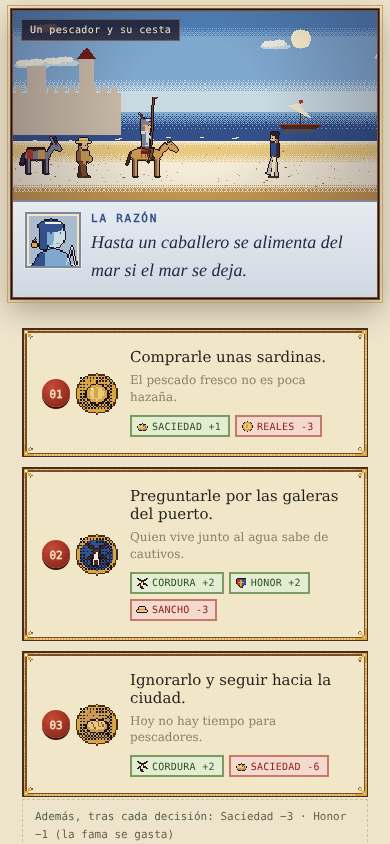 Un pescador y su cesta
LA RAZÓN
Hasta un caballero se alimenta del
mar si el mar se deja.
01
Comprarle unas sardinas.
El pescado fresco no es poca
hazaña.
SACIEDAD +1
REALES -3
02
Preguntarle por las galeras
del puerto.
Quien vive junto al agua sabe de
cautivos.
CORDURA +2
HONOR +2
SANCHO -3
03
Ignorarlo y seguir hacia la
ciudad.
Hoy no hay tiempo para
pescadores.
CORDURA +2
SACIEDAD -6
Además, tras cada decisión: Saciedad −3 · Honor
−1 (la fama se gasta)